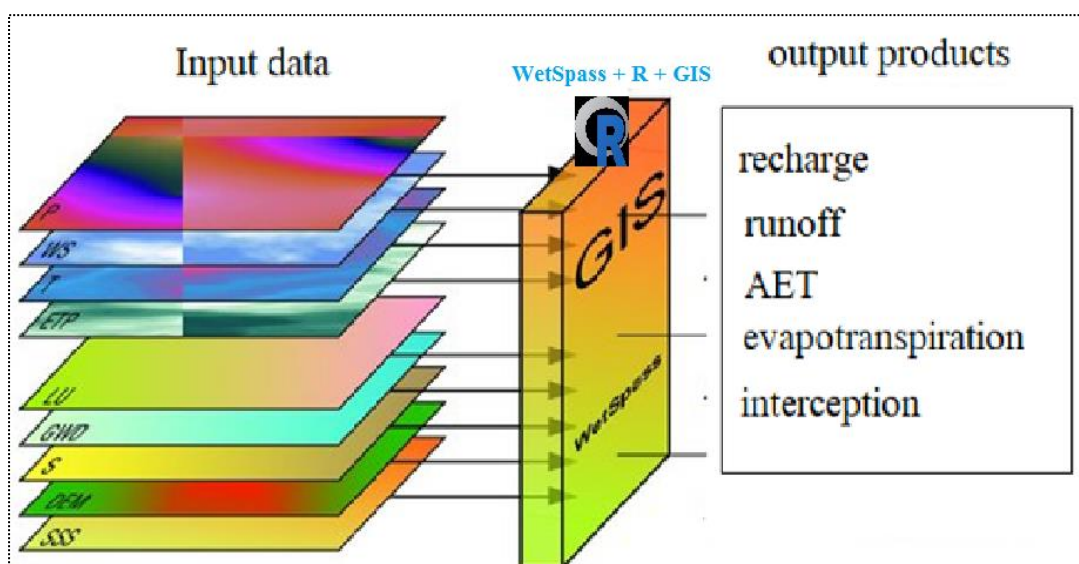 Input data
WetSpass + R + GIS
output products
P
WS
T
ETP
LU
GWD
S
DEM
SSS
R
GIS
WetSpass
recharge
runoff
AET
evapotranspiration
interception